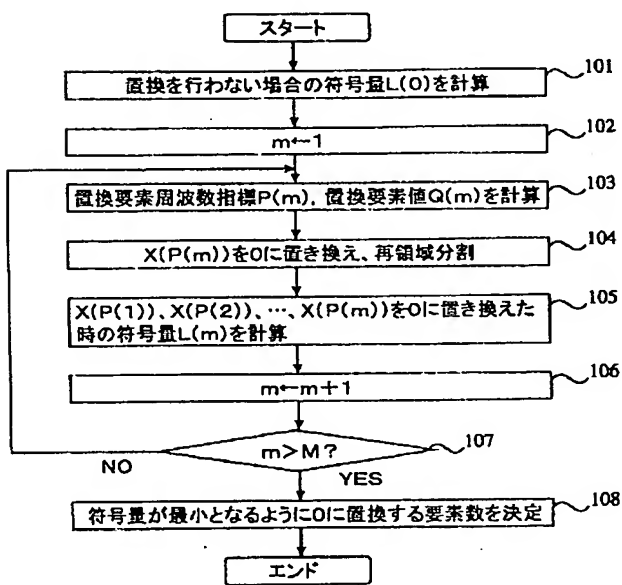 スタート
置換を行わない場合の符号量L(0)を計算
101
m←1
102
置換要素周波数指標P(m)，置換要素値Q(m)を計算
103
X(P(m))を0に置き換え、再領域分割
104
X(P(1))、X(P(2))、…、X(P(m))を0に置き換えた
時の符号量L(m)を計算
105
m←m＋1
106
m＞M？
107
NO
YES
符号量が最小となるように0に置換する要素数を決定
108
エンド